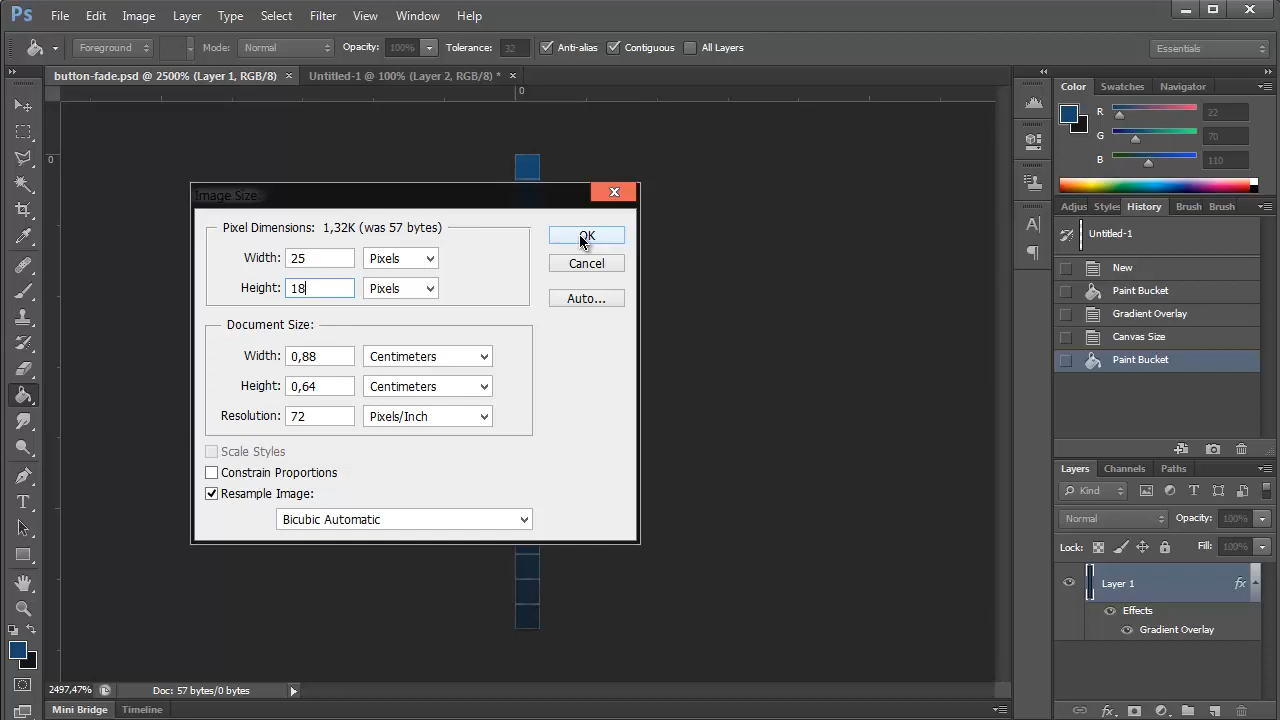 Ps File Edit Image Layer Type Select Filter View Window Help
Foreground Mode: Normal Opacity: 100% Tolerance: 32 Anti-alias Contiguous All Layers Essentials
button-fade.psd @ 2500% (Layer 1, RGB/8) × Untitled-1 @ 100% (Layer 2, RGB/8) * ×
0
0
Image Size
Pixel Dimensions: 1,32K (was 57 bytes)
Width: 25 Pixels
Height: 18 Pixels
OK
Cancel
Auto...
Document Size:
Width: 0,88 Centimeters
Height: 0,64 Centimeters
Resolution: 72 Pixels/Inch
Scale Styles
Constrain Proportions
Resample Image:
Bicubic Automatic
Color Swatches Navigator
R 22
G 70
B 110
Adjus Styles History Brush Brush
Untitled-1
New
Paint Bucket
Gradient Overlay
Canvas Size
Paint Bucket
Layers Channels Paths
Kind
Normal Opacity: 100%
Lock: Fill: 100%
Layer 1 fx
Effects
Gradient Overlay
2497,47% Doc: 57 bytes/0 bytes
Mini Bridge Timeline